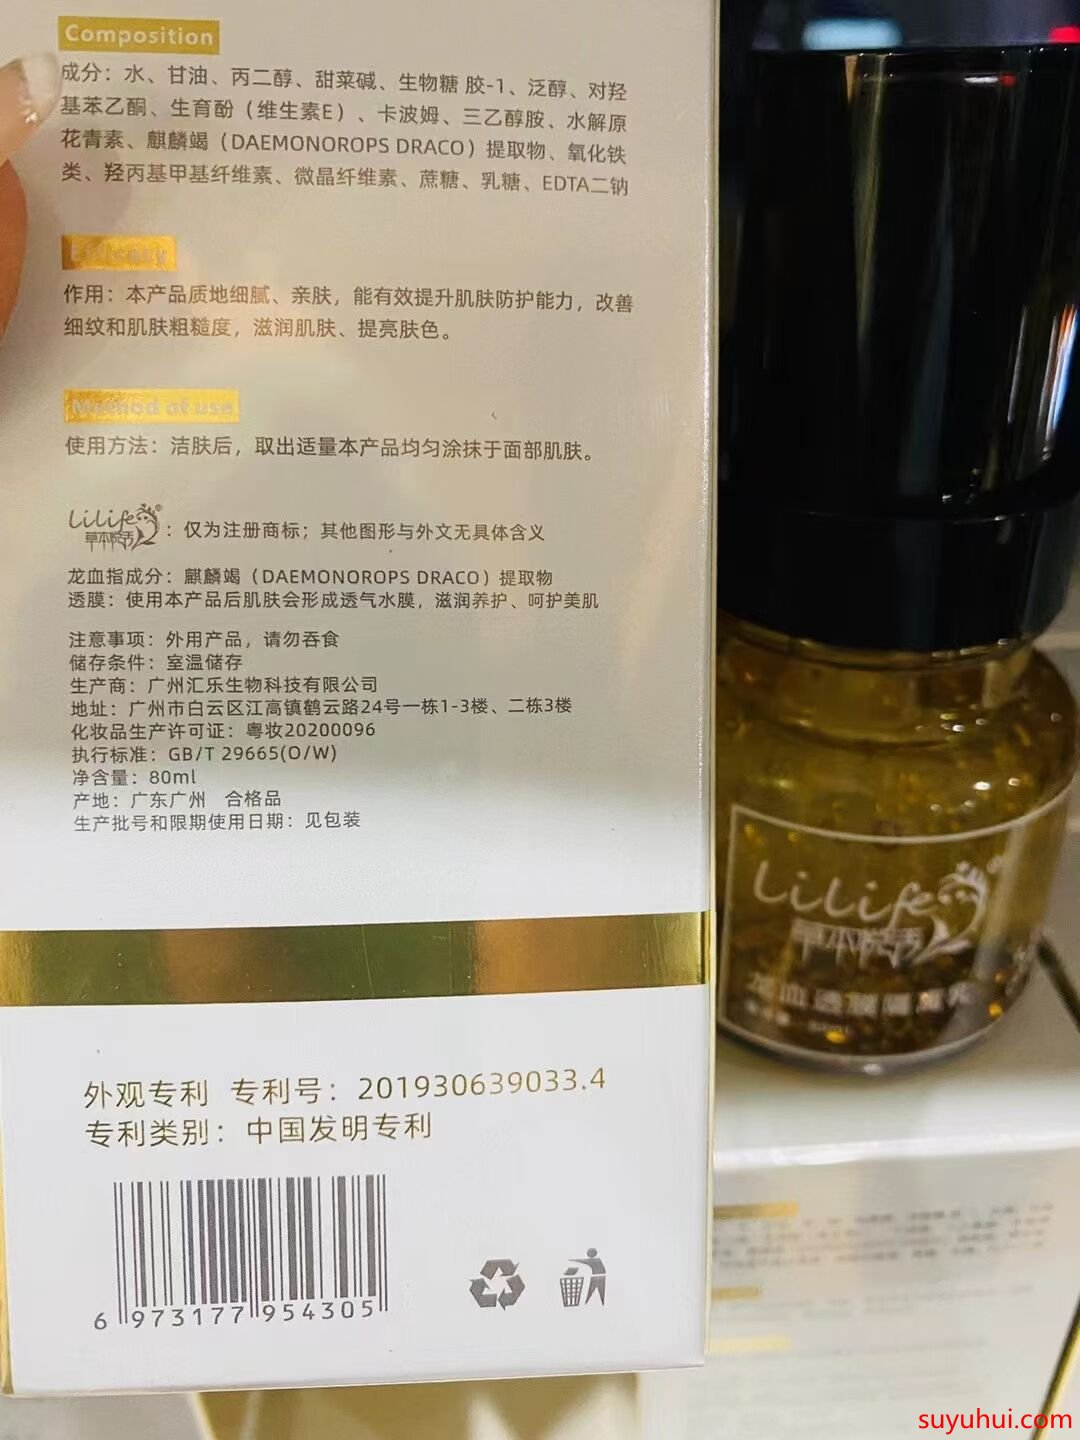 Composition
成分：水、甘油、丙二醇、甜菜碱、生物糖 胶-1、泛醇、对羟
基苯乙酮、生育酚（维生素E）、卡波姆、三乙醇胺、水解原
花青素、麒麟竭（DAEMONOROPS DRACO）提取物、氧化铁
类、羟丙基甲基纤维素、微晶纤维素、蔗糖、乳糖、EDTA二钠
Efficacy
作用：本产品质地细腻、亲肤，能有效提升肌肤防护能力，改善
细纹和肌肤粗糙度，滋润肌肤、提亮肤色。
Method of use
使用方法：洁肤后，取出适量本产品均匀涂抹于面部肌肤。
Lilife®
草本悦活
：仅为注册商标；其他图形与外文无具体含义
龙血指成分：麒麟竭（DAEMONOROPS DRACO）提取物
透膜：使用本产品后肌肤会形成透气水膜，滋润养护、呵护美肌
注意事项：外用产品，请勿吞食
储存条件：室温储存
生产商：广州汇乐生物科技有限公司
地址：广州市白云区江高镇鹤云路24号一栋1-3楼、二栋3楼
化妆品生产许可证：粤妆20200096
执行标准：GB/T 29665(O/W)
净含量：80ml
产地：广东广州 合格品
生产批号和限期使用日期：见包装
外观专利 专利号：201930639033.4
专利类别：中国发明专利
6 973177 954305
Lilife
草本悦活
龙血透膜隔离乳
suyuhui.com